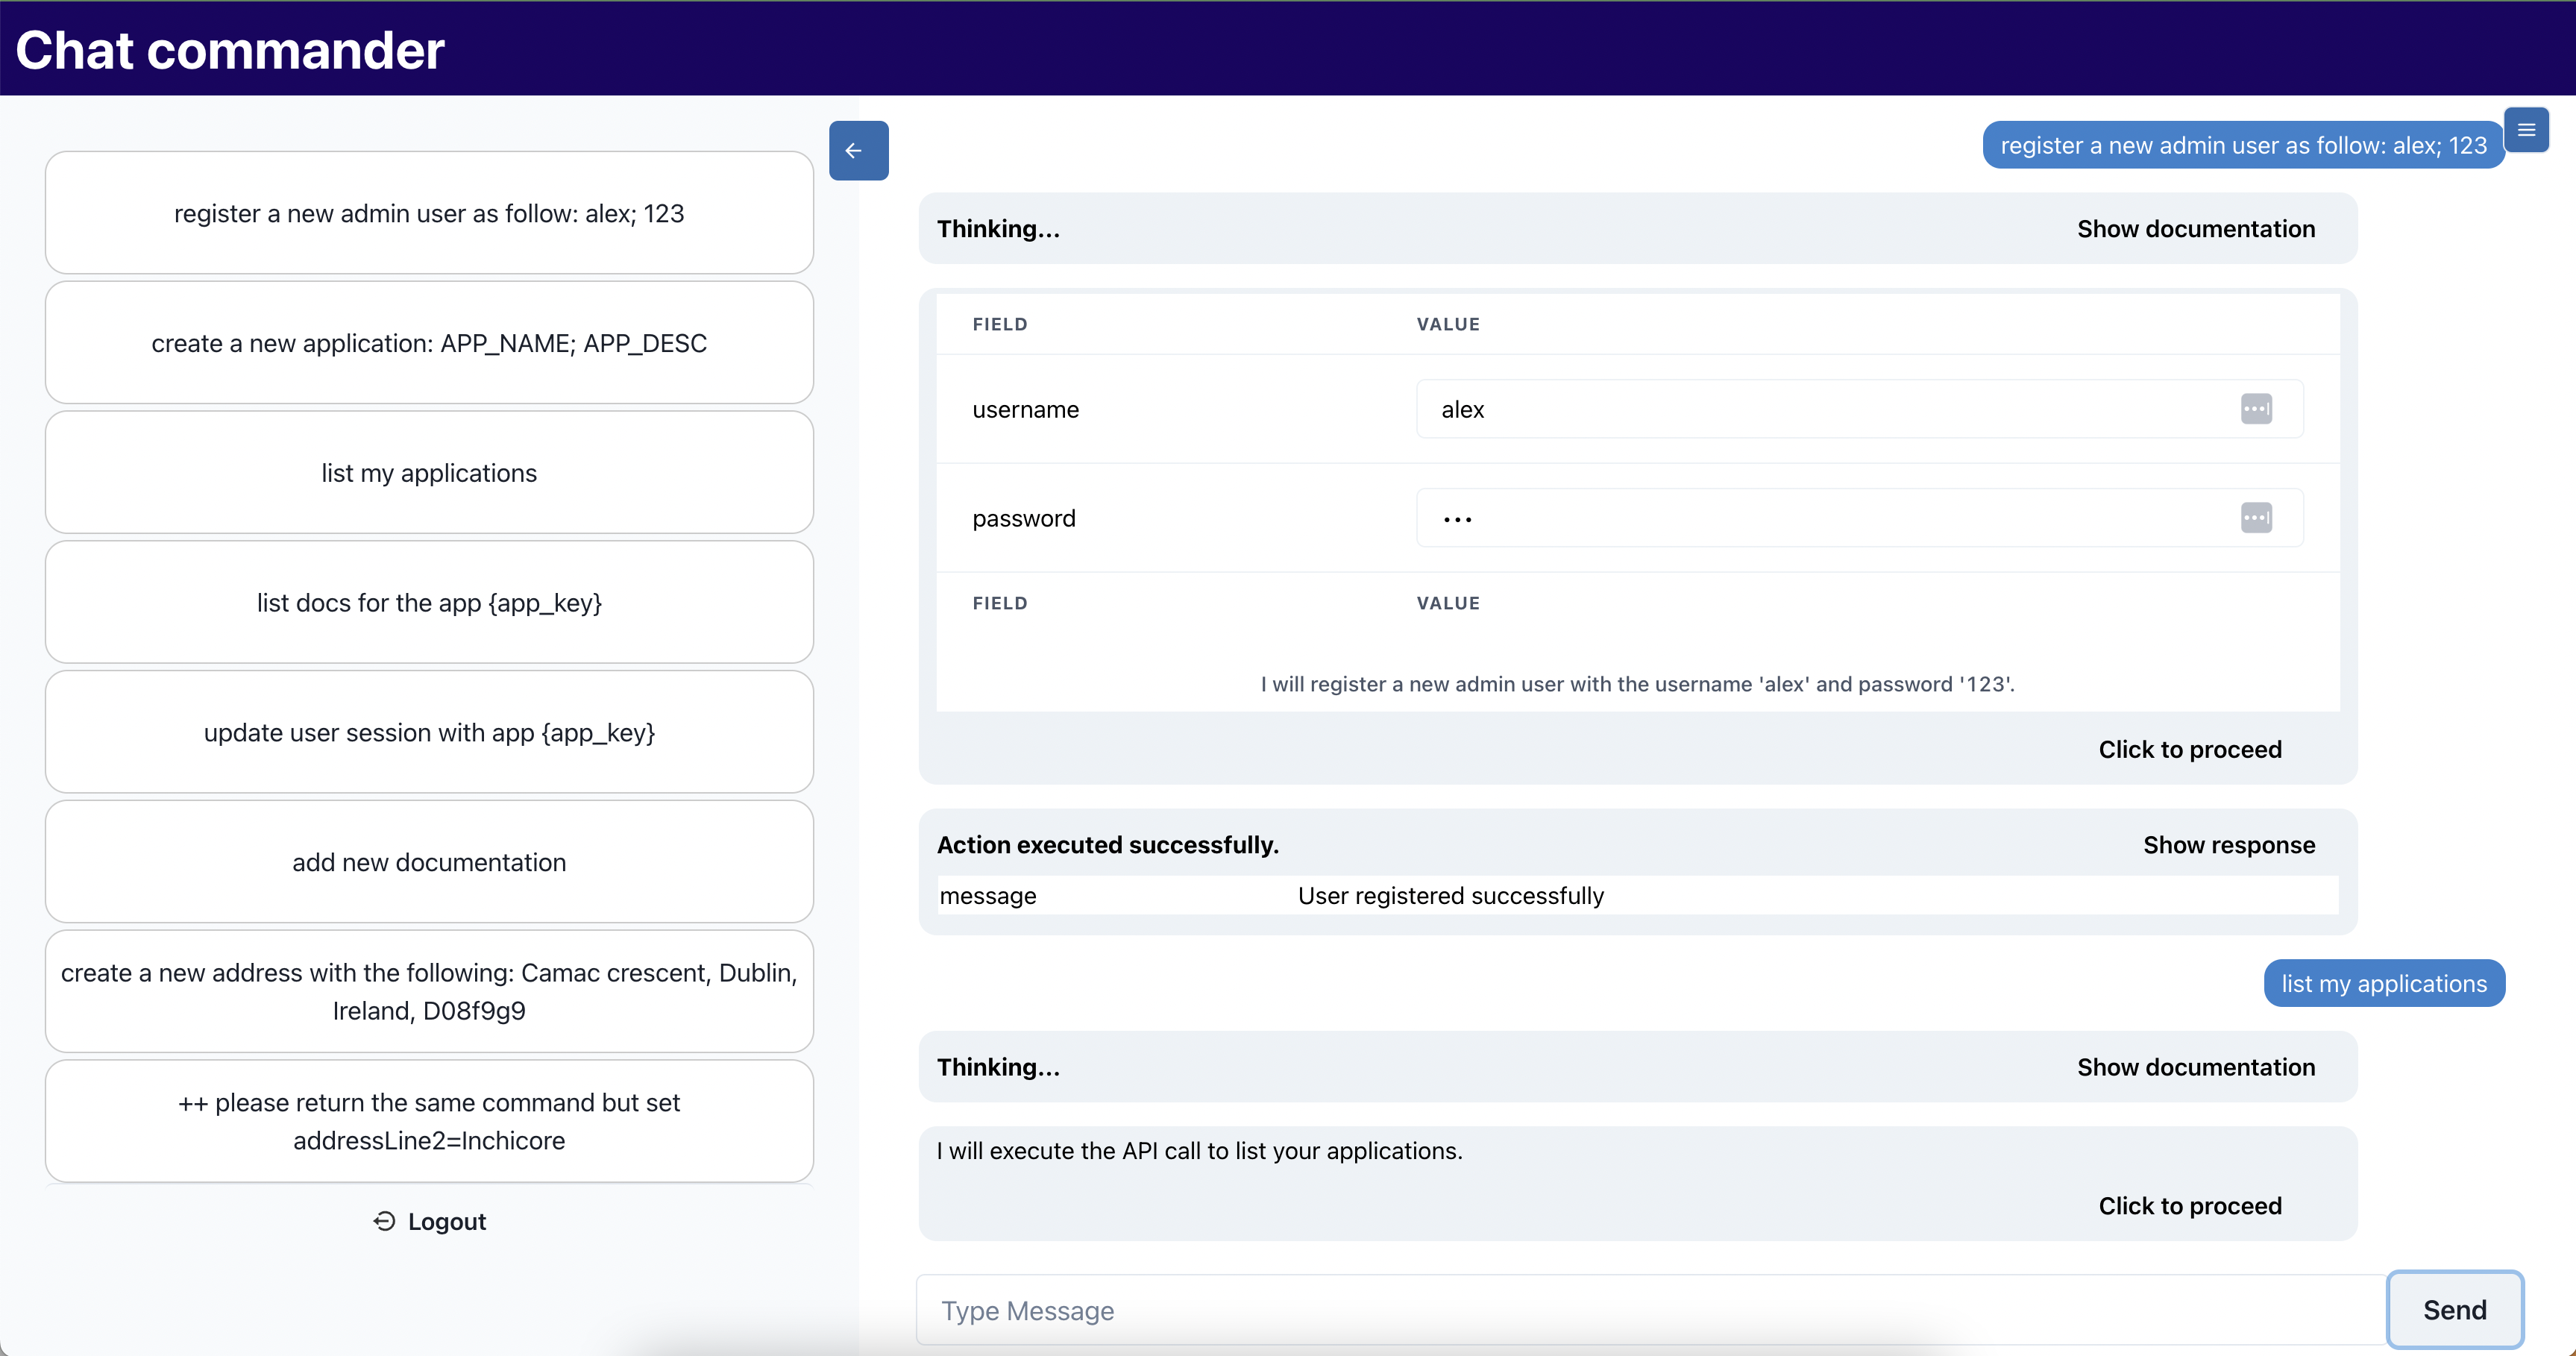 Chat commander
register a new admin user as follow: alex; 123
create a new application: APP_NAME; APP_DESC
list my applications
list docs for the app {app_key}
update user session with app {app_key}
add new documentation
create a new address with the following: Camac crescent, Dublin,
Ireland, D08f9g9
++ please return the same command but set
addressLine2=Inchicore
Logout
register a new admin user as follow: alex; 123
Thinking...
Show documentation
FIELD VALUE
username alex
password •••
FIELD VALUE
I will register a new admin user with the username 'alex' and password '123'.
Click to proceed
Action executed successfully.
Show response
message User registered successfully
list my applications
Thinking...
Show documentation
I will execute the API call to list your applications.
Click to proceed
Type Message
Send